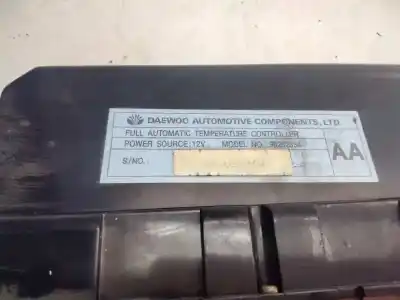 DAEWOO AUTOMOTIVE COMPONENTS, LTD
FULL AUTOMATIC TEMPERATURE CONTROLLER
POWER SOURCE : 12V MODEL NO.
AA
S/NO.